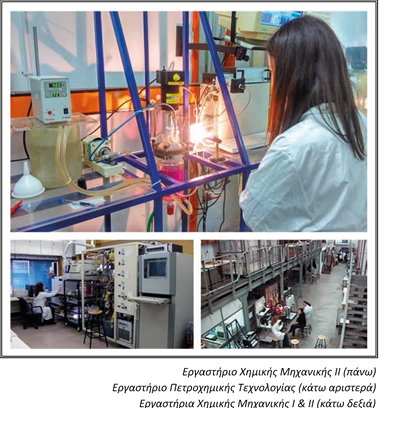 Εργαστήριο Χημικής Μηχανικής ΙΙ (πάνω)
Εργαστήριο Πετροχημικής Τεχνολογίας (κάτω αριστερά)
Εργαστήρια Χημικής Μηχανικής Ι & ΙΙ (κάτω δεξιά)